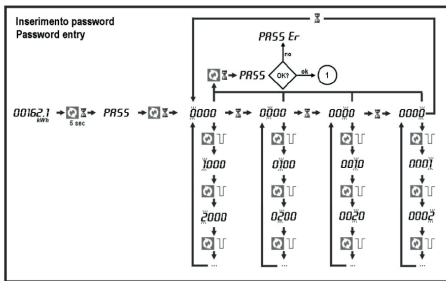 Inserimento password
Password entry
PASS Er
no
PASS
OK?
ok
1
00162.1
kWh
5 sec
PASS
0000
0000
0000
0000
1000
0100
0010
0001
2000
0200
0020
0002
...
...
...
...